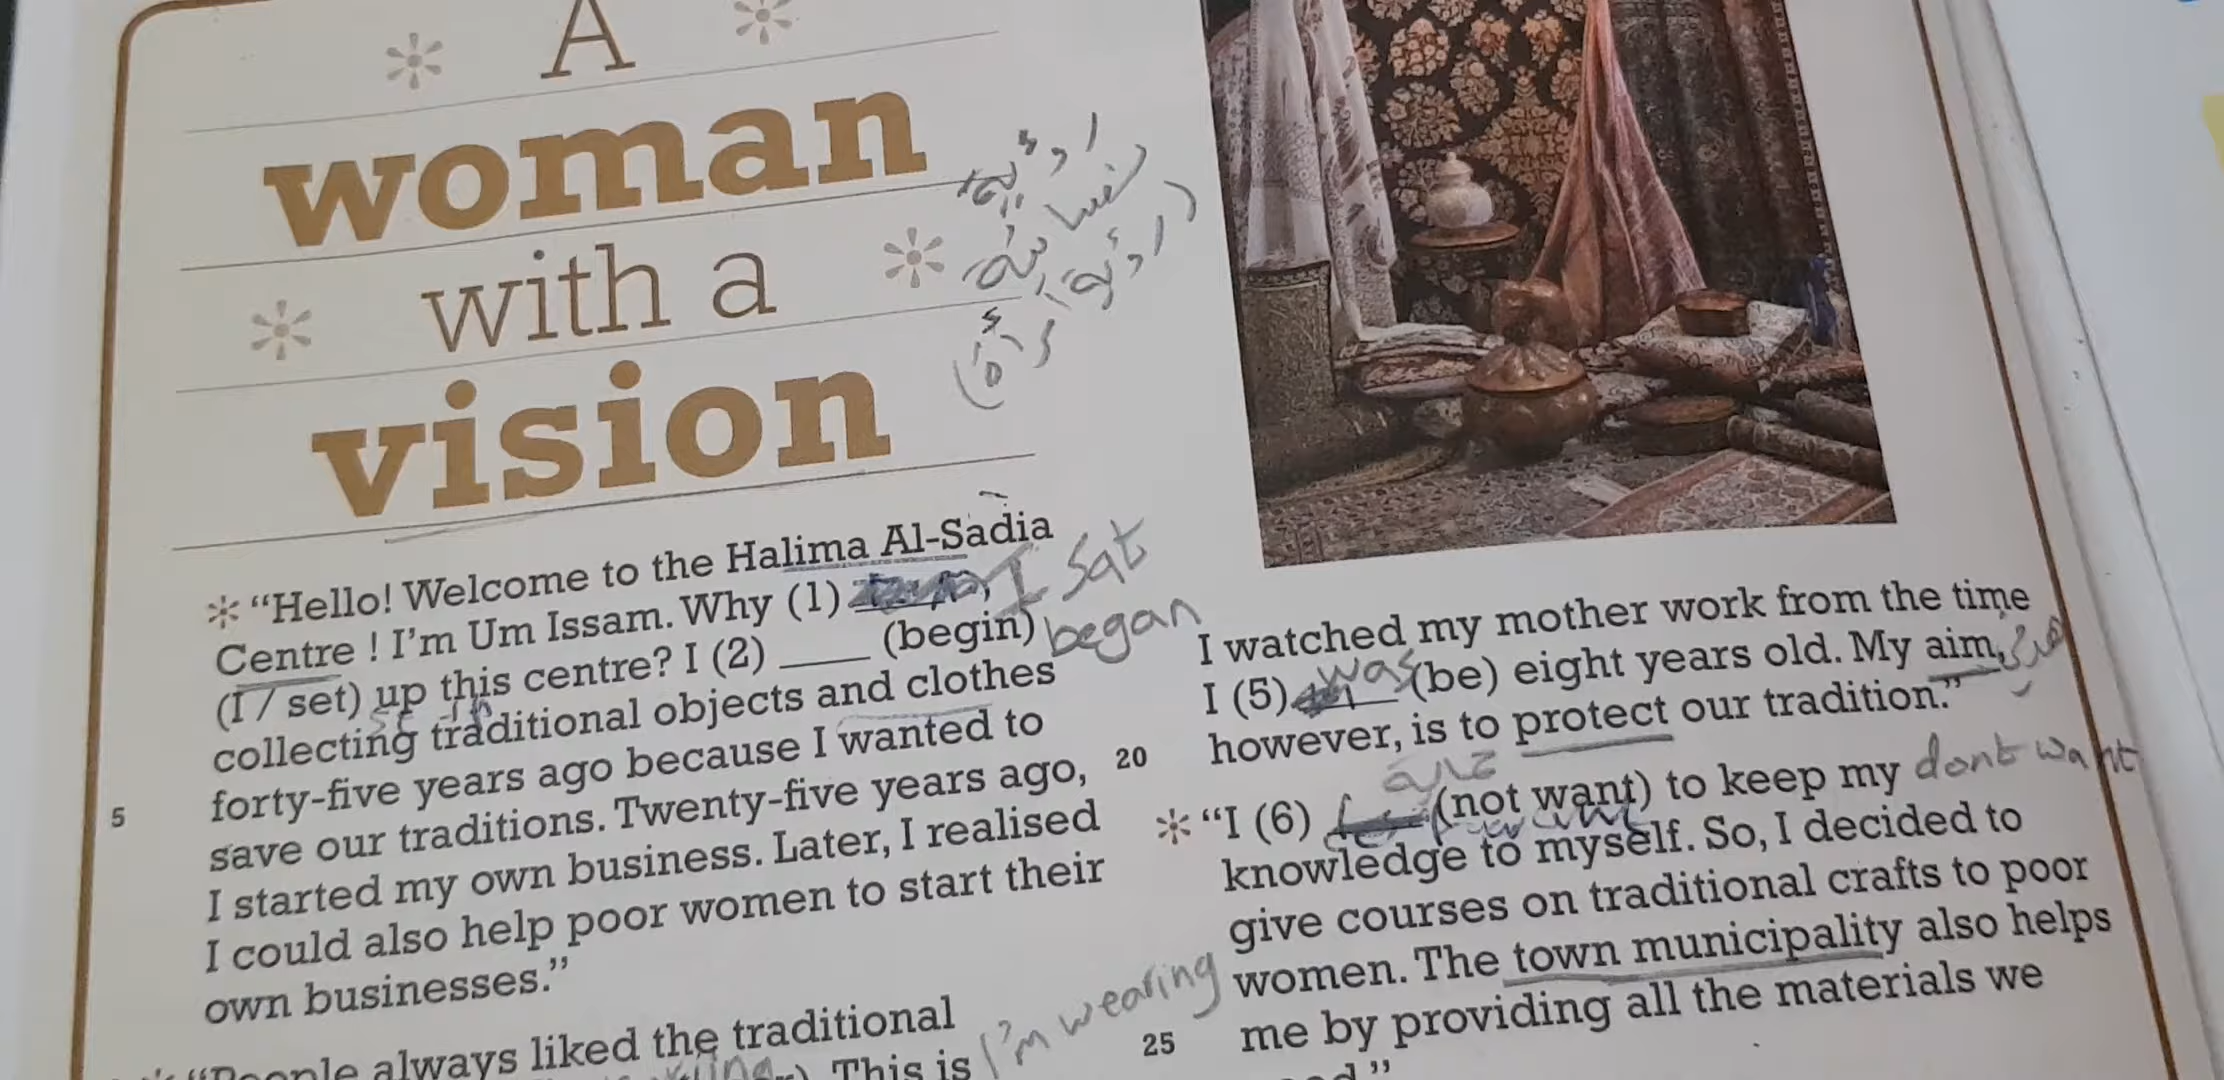 A
woman
with a
vision
رؤية
"Hello! Welcome to the Halima Al-Sadia
Centre ! I'm Um Issam. Why (1) I Sat
(I / set) up this centre? I (2) ____ (begin) began
collecting traditional objects and clothes
5 forty-five years ago because I wanted to
save our traditions. Twenty-five years ago,
I started my own business. Later, I realised
I could also help poor women to start their
own businesses."
"People always liked the traditional
This is I'm wearing
I watched my mother work from the time
I (5) was (be) eight years old. My aim,
however, is to protect our tradition."
20 "I (6) (not want) to keep my dont want
knowledge to myself. So, I decided to
give courses on traditional crafts to poor
women. The town municipality also helps
25 me by providing all the materials we